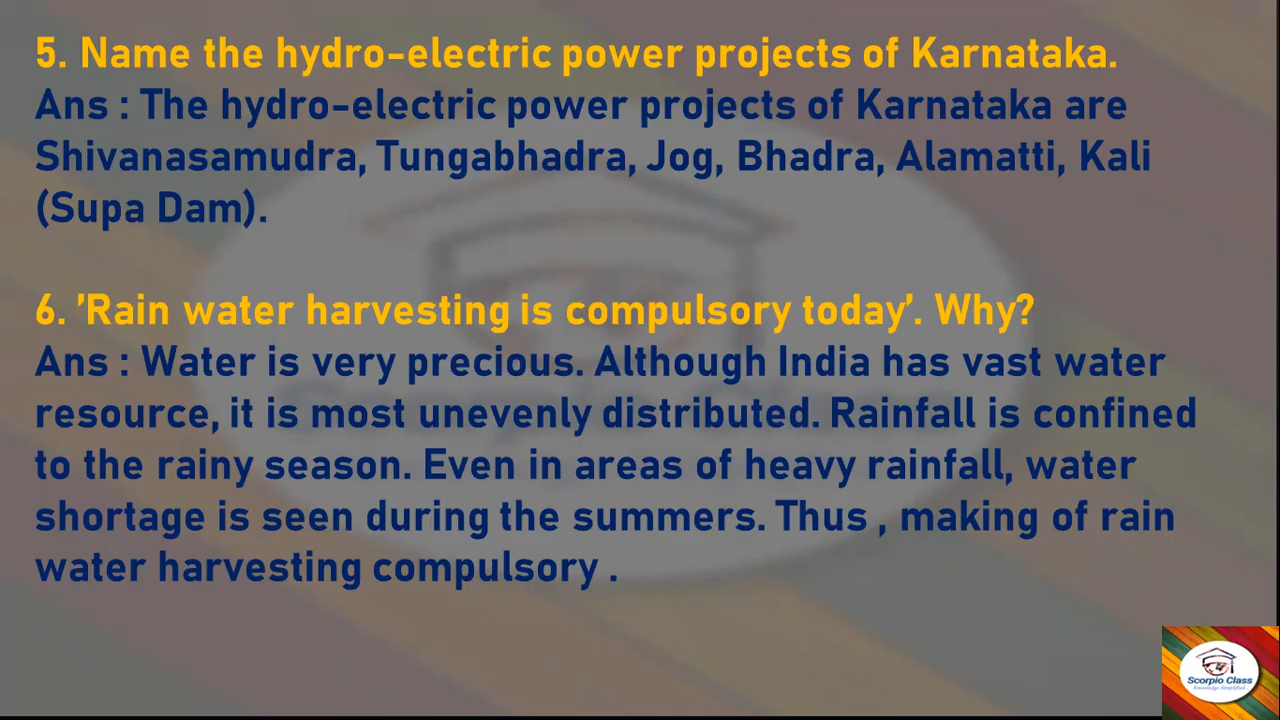 5. Name the hydro-electric power projects of Karnataka.
Ans : The hydro-electric power projects of Karnataka are
Shivanasamudra, Tungabhadra, Jog, Bhadra, Alamatti, Kali
(Supa Dam).
6. ’Rain water harvesting is compulsory today’. Why?
Ans : Water is very precious. Although India has vast water
resource, it is most unevenly distributed. Rainfall is confined
to the rainy season. Even in areas of heavy rainfall, water
shortage is seen during the summers. Thus , making of rain
water harvesting compulsory .
Scorpio Class
Knowledge Simplified